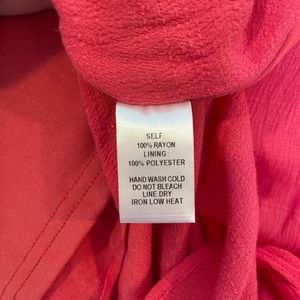 SELF:
100% RAYON
LINING
100% POLYESTER
HAND WASH COLD
DO NOT BLEACH
LINE DRY
IRON LOW HEAT